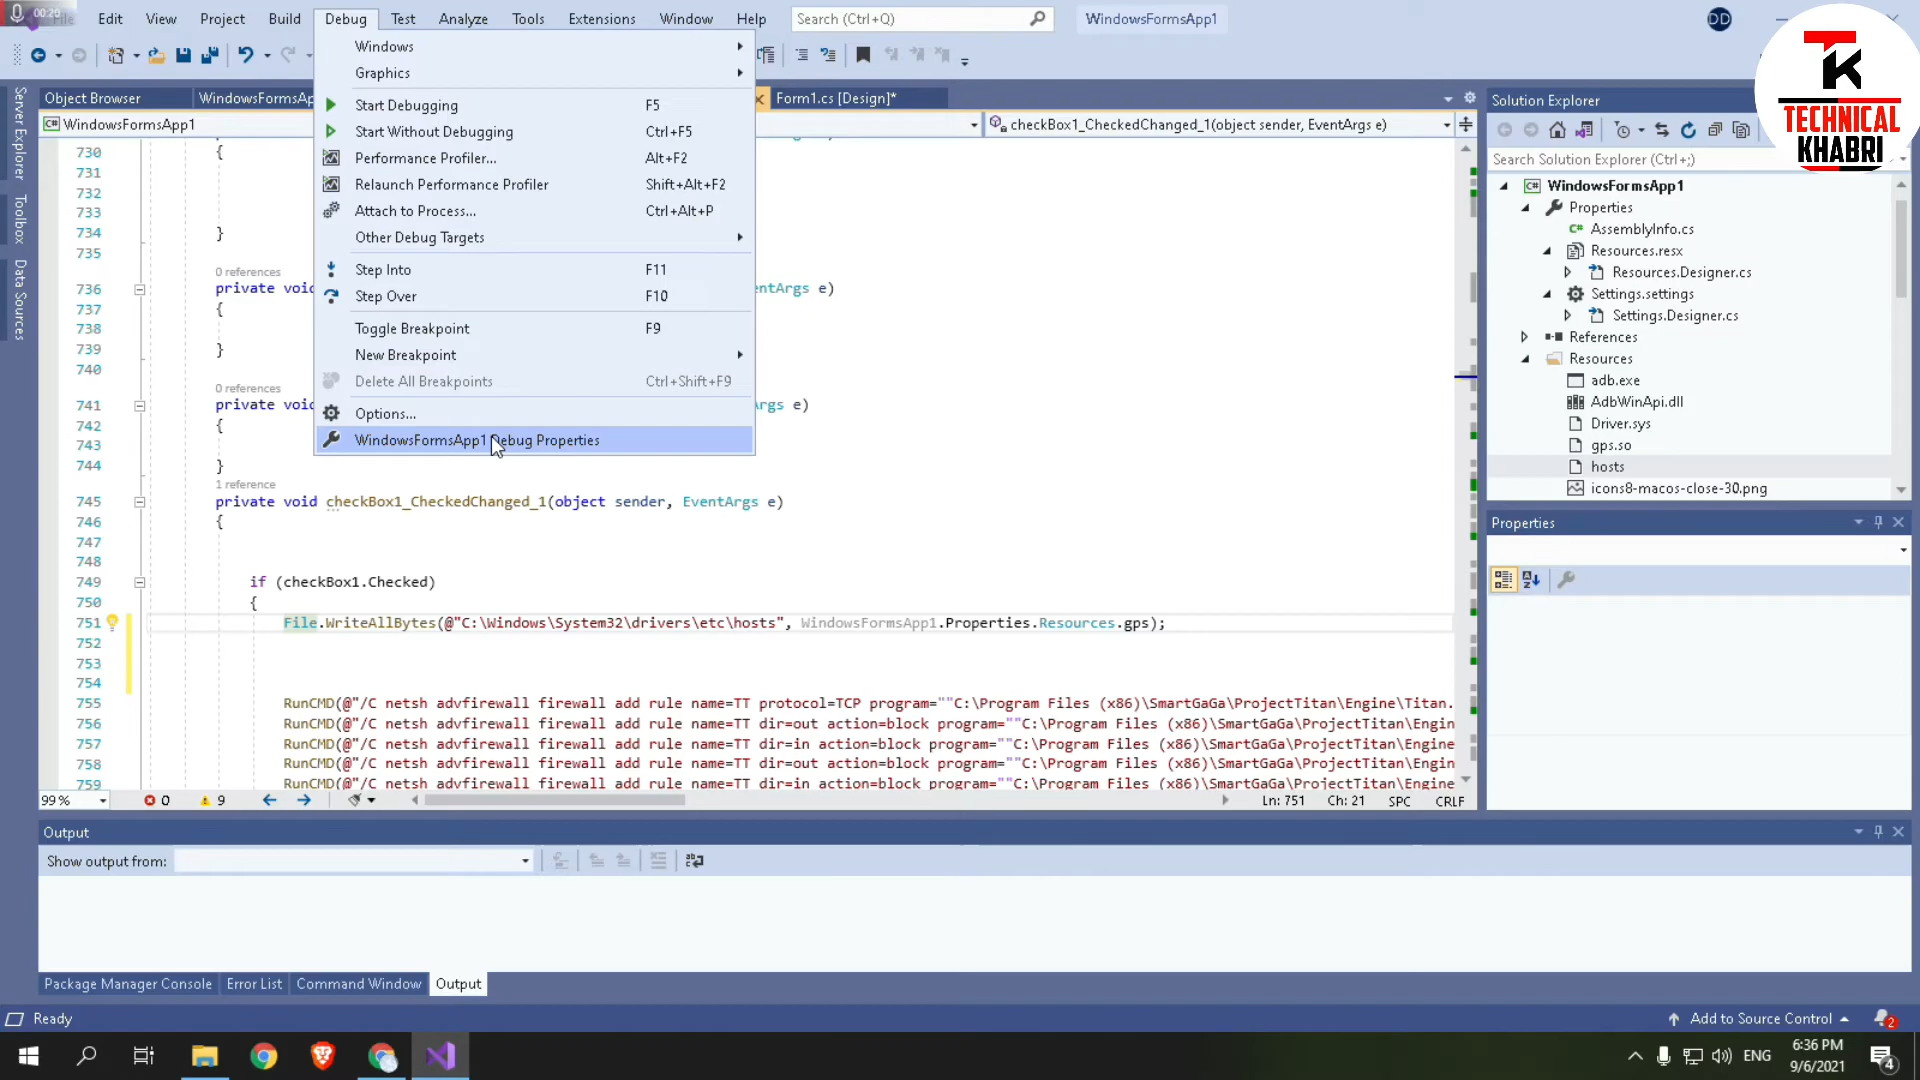 00:20
File Edit View Project Build Debug Test Analyze Tools Extensions Window Help Search (Ctrl+Q) WindowsFormsApp1 DD
TK
TECHNICAL
KHABRI
Windows
Graphics
Start Debugging F5
Start Without Debugging Ctrl+F5
Performance Profiler... Alt+F2
Relaunch Performance Profiler Shift+Alt+F2
Attach to Process... Ctrl+Alt+P
Other Debug Targets
Step Into F11
Step Over F10
Toggle Breakpoint F9
New Breakpoint
Delete All Breakpoints Ctrl+Shift+F9
Options...
WindowsFormsApp1 Debug Properties
Server Explorer
Toolbox
Data Sources
Object Browser WindowsFormsAp Form1.cs [Design]*
WindowsFormsApp1 checkBox1_CheckedChanged_1(object sender, EventArgs e)
730 {
731
732
733
734 }
735
0 references
736 private void entArgs e)
737 {
738
739 }
740
0 references
741 private void rgs e)
742 {
743
744 }
1 reference
745 private void checkBox1_CheckedChanged_1(object sender, EventArgs e)
746 {
747
748
749 if (checkBox1.Checked)
750 {
751 File.WriteAllBytes(@"C:\Windows\System32\drivers\etc\hosts", WindowsFormsApp1.Properties.Resources.gps);
752
753
754
755 RunCMD(@"/C netsh advfirewall firewall add rule name=TT protocol=TCP program=""C:\Program Files (x86)\SmartGaGa\ProjectTitan\Engine\Titan.
756 RunCMD(@"/C netsh advfirewall firewall add rule name=TT dir=out action=block program=""C:\Program Files (x86)\SmartGaGa\ProjectTitan\Engin
757 RunCMD(@"/C netsh advfirewall firewall add rule name=TT dir=in action=block program=""C:\Program Files (x86)\SmartGaGa\ProjectTitan\Engine
758 RunCMD(@"/C netsh advfirewall firewall add rule name=TT dir=out action=block program=""C:\Program Files (x86)\SmartGaGa\ProjectTitan\Engin
759 RunCMD(@"/C netsh advfirewall firewall add rule name=TT dir=in action=block program=""C:\Program Files (x86)\SmartGaGa\ProjectTitan\Engine
99 % 0 9 Ln: 751 Ch: 21 SPC CRLF
Solution Explorer
Search Solution Explorer (Ctrl+;)
WindowsFormsApp1
Properties
AssemblyInfo.cs
Resources.resx
Resources.Designer.cs
Settings.settings
Settings.Designer.cs
References
Resources
adb.exe
AdbWinApi.dll
Driver.sys
gps.so
hosts
icons8-macos-close-30.png
Properties
Output
Show output from:
Package Manager Console Error List Command Window Output
Ready Add to Source Control 2
ENG 6:36 PM
9/6/2021 4